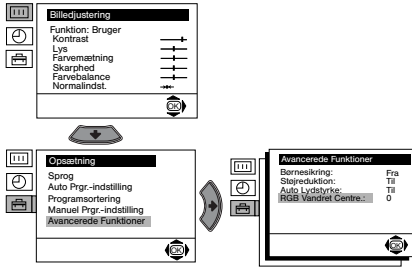 Billedjustering
Funktion: Bruger
Kontrast
Lys
Farvemætning
Skarphed
Farvebalance
Normalindst.
OK
Opsætning
Sprog
Auto Prgr.-indstilling
Programsortering
Manuel Prgr.-indstilling
Avancerede Funktioner
OK
Avancerede Funktioner
Børnesikring: Fra
Støjreduktion: Til
Auto Lydstyrke: Til
RGB Vandret Centre.: 0
OK